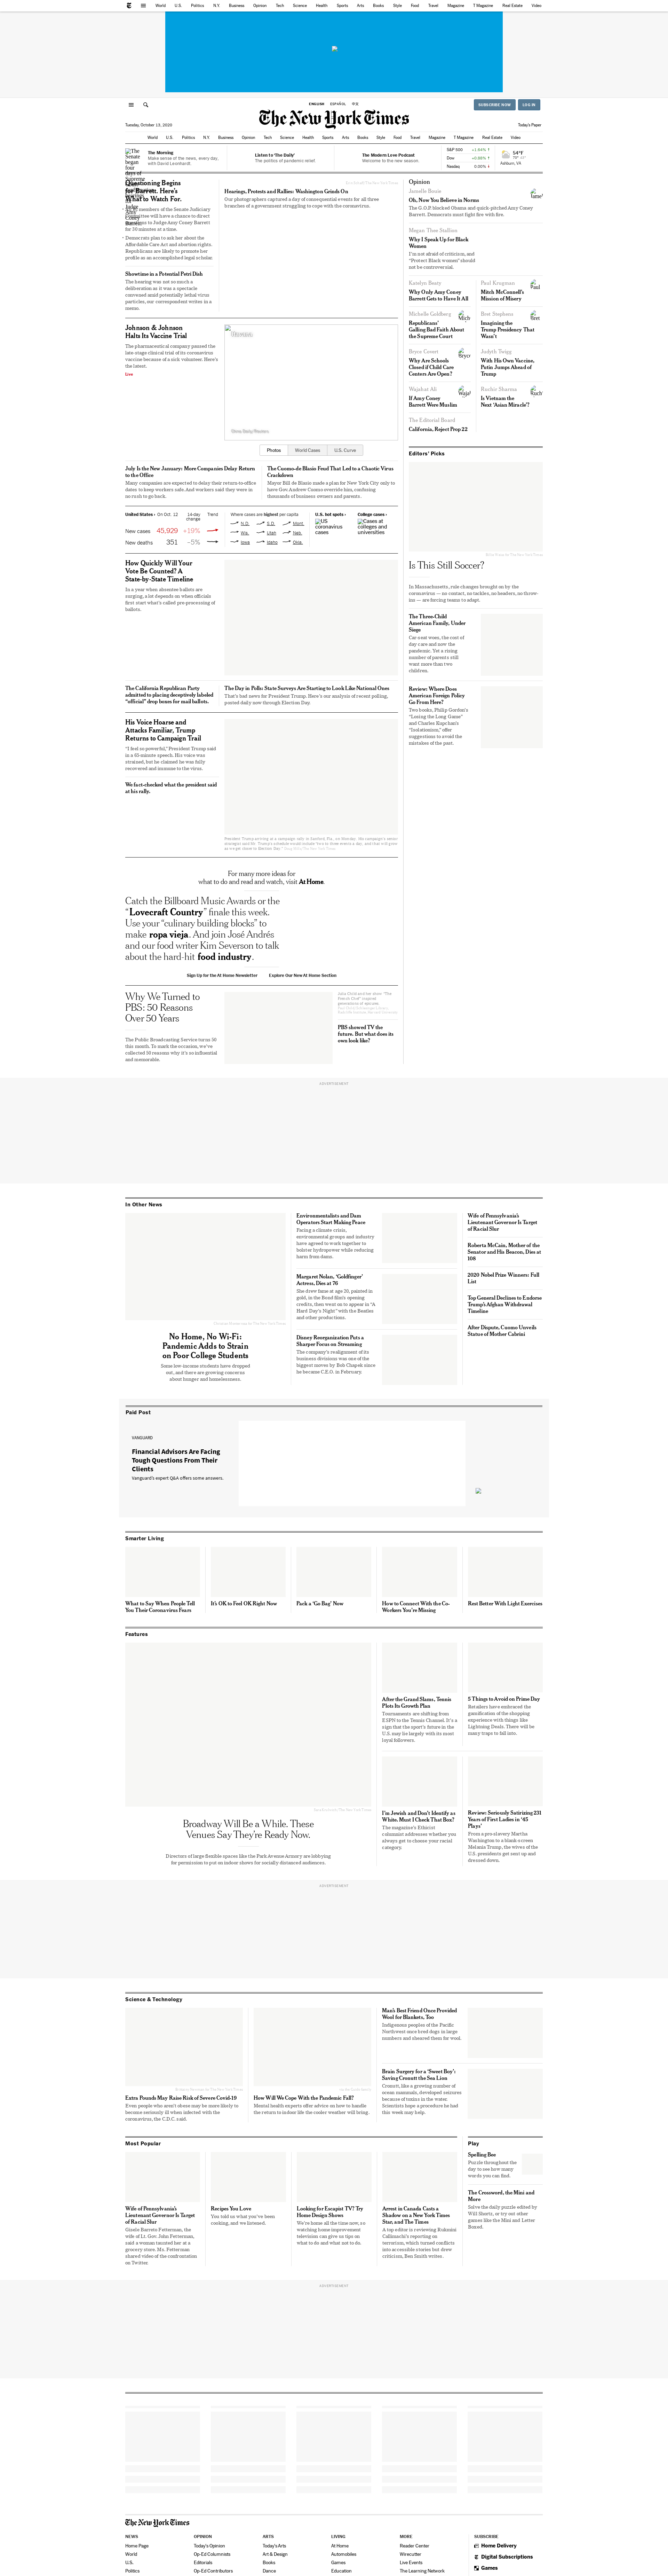 World U.S. Politics N.Y. Business Opinion Tech Science Health Sports Arts Books Style Food Travel Magazine T Magazine Real Estate Video
ENGLISH ESPAÑOL 中文
SUBSCRIBE NOW LOG IN
The New York Times
Tuesday, October 13, 2020
Today's Paper
World U.S. Politics N.Y. Business Opinion Tech Science Health Sports Arts Books Style Food Travel Magazine T Magazine Real Estate Video
The Morning
Make sense of the news, every day, with David Leonhardt.
Listen to 'The Daily'
The politics of pandemic relief.
The Modern Love Podcast
Welcome to the new season.
S&P 500 +1.64%
Dow +0.88%
Nasdaq 0.00%
54°F
Ashburn, VA
Questioning Begins for Barrett. Here's What to Watch For.
Democrats plan to ask her about the Affordable Care Act and abortion rights. Republicans are likely to promote her profile as an accomplished legal scholar.
Showtime in a Potential Petri Dish
The hearing was not so much a deliberation as it was a spectacle convened amid potentially lethal virus particles, our correspondent writes in a memo.
Hearings, Protests and Rallies: Washington Grinds On
Our photographers captured a day of consequential events for all three branches of a government struggling to cope with the coronavirus.
Johnson & Johnson Halts Its Vaccine Trial
The pharmaceutical company paused the late-stage clinical trial of its coronavirus vaccine because of a sick volunteer. Here's the latest.
Live
Photos World Cases U.S. Curve
July Is the New January: More Companies Delay Return to the Office
Many companies are expected to delay their return-to-office dates to keep workers safe. And workers said they were in no rush to go back.
The Cuomo-de Blasio Feud That Led to a Chaotic Virus Crackdown
Mayor Bill de Blasio made a plan for New York City only to have Gov. Andrew Cuomo override him, confusing thousands of business owners and parents.
United States › On Oct. 12 14-day change Trend
New cases 45,929 +19%
New deaths 351 –5%
Where cases are highest per capita
N.D. S.D. Mont.
Wis. Utah Neb.
Iowa Idaho Okla.
U.S. hot spots ›
US coronavirus cases
College cases ›
Cases at colleges and universities
How Quickly Will Your Vote Be Counted? A State-by-State Timeline
In a year when absentee ballots are surging, a lot depends on when officials first start what's called pre-processing of ballots.
The California Republican Party admitted to placing deceptively labeled "official" drop boxes for mail ballots.
The Day in Polls: State Surveys Are Starting to Look Like National Ones
That's bad news for President Trump. Here's our analysis of recent polling, posted daily now through Election Day.
His Voice Hoarse and Attacks Familiar, Trump Returns to Campaign Trail
"I feel so powerful," President Trump said in a 65-minute speech. His voice was strained, but he claimed he was fully recovered and immune to the virus.
We fact-checked what the president said at his rally.
For many more ideas for
what to do and read to watch, visit At Home.
Catch the Billboard Music Awards or the "Lovecraft Country" finale this week. Use your "culinary building blocks" to make ropa vieja. And join José Andrés and our food writer Kim Severson to talk about the hard-hit food industry.
Sign Up for the At Home Newsletter Explore Our New At Home Section
Why We Turned to PBS: 50 Reasons Over 50 Years
The Public Broadcasting Service turns 50 this month. To mark the occasion, we've collected 50 reasons why it's so influential and memorable.
PBS showed TV the future. But what does its own look like?
Opinion
Jamelle Bouie
Oh, Now You Believe in Norms
The G.O.P. blocked Obama and quick-pitched Amy Coney Barrett. Democrats must fight fire with fire.
Megan Thee Stallion
Why I Speak Up for Black Women
I'm not afraid of criticism, and "Protect Black women" should not be controversial.
Katelyn Beaty
Why Only Amy Coney Barrett Gets to Have It All
Paul Krugman
Mitch McConnell's Mission of Misery
Michelle Goldberg
Republicans' Galling Bad Faith About the Supreme Court
Bret Stephens
Imagining the Trump Presidency That Wasn't
Bryce Covert
Why Are Schools Closed if Child Care Centers Are Open?
Judith Twigg
With His Own Vaccine, Putin Jumps Ahead of Trump
Wajahat Ali
If Amy Coney Barrett Were Muslim
Ruchir Sharma
Is Vietnam the Next 'Asian Miracle'?
The Editorial Board
California, Reject Prop 22
Editors' Picks
Is This Still Soccer?
In Massachusetts, rule changes brought on by the coronavirus — no contact, no tackles, no headers, no throw-ins — are forcing teams to adapt.
The Three-Child American Family, Under Siege
Car-seat woes, the cost of day care and now the pandemic. Yet a rising number of parents still want more than two children.
Review: Where Does American Foreign Policy Go From Here?
Two books, Philip Gordon's "Losing the Long Game" and Charles Kupchan's "Isolationism," offer suggestions to avoid the mistakes of the past.
ADVERTISEMENT
In Other News
No Home, No Wi-Fi: Pandemic Adds to Strain on Poor College Students
Some low-income students have dropped out, and there are growing concerns about hunger and homelessness.
Environmentalists and Dam Operators Start Making Peace
Facing a climate crisis, environmental groups and industry have agreed to work together to bolster hydropower while reducing harm from dams.
Margaret Nolan, 'Goldfinger' Actress, Dies at 76
She drew fame at age 20, painted in gold, in the Bond film's opening credits, then went on to appear in "A Hard Day's Night" with the Beatles and other productions.
Disney Reorganization Puts a Sharper Focus on Streaming
The company's realignment of its business divisions was one of the biggest moves by Bob Chapek since he became C.E.O. in February.
Wife of Pennsylvania's Lieutenant Governor Is Target of Racial Slur
Roberta McCain, Mother of the Senator and His Beacon, Dies at 108
2020 Nobel Prize Winners: Full List
Top General Declines to Endorse Trump's Afghan Withdrawal Timeline
After Dispute, Cuomo Unveils Statue of Mother Cabrini
Paid Post
VANGUARD
Financial Advisors Are Facing Tough Questions From Their Clients
Vanguard's expert Q&A offers some answers.
Smarter Living
What to Say When People Tell You Their Coronavirus Fears
It's OK to Feel OK Right Now
Pack a 'Go Bag' Now
How to Connect With the Co-Workers You're Missing
Rest Better With Light Exercises
Features
Broadway Will Be a While. These Venues Say They're Ready Now.
Directors of large flexible spaces like the Park Avenue Armory are lobbying for permission to put on indoor shows for socially distanced audiences.
After the Grand Slams, Tennis Plots Its Growth Plan
Tournaments are shifting from ESPN to the Tennis Channel. It's a sign that the sport's future in the U.S. may lie largely with its most loyal followers.
5 Things to Avoid on Prime Day
Retailers have embraced the gamification of the shopping experience with things like Lightning Deals. There will be many traps to fall into.
I'm Jewish and Don't Identify as White. Must I Check That Box?
The magazine's Ethicist columnist addresses whether you always get to choose your racial category.
Review: Seriously Satirizing 231 Years of First Ladies in '45 Plays'
From a pre-slavery Martha Washington to a blank-screen Melania Trump, the wives of the U.S. presidents get sent up and dressed down.
ADVERTISEMENT
Science & Technology
Extra Pounds May Raise Risk of Severe Covid-19
Even people who aren't obese may be more likely to become seriously ill when infected with the coronavirus, the C.D.C. said.
How Will We Cope With the Pandemic Fall?
Mental health experts offer advice on how to handle the return to indoor life that the cooler weather will bring.
Man's Best Friend Once Provided Wool for Blankets, Too
Indigenous peoples of the Pacific Northwest once bred dogs in large numbers and sheared them for wool.
Brain Surgery for a 'Sweet Boy': Saving Cronutt the Sea Lion
Cronutt, like a growing number of ocean mammals, developed seizures because of toxins in the water. Scientists hope a procedure he had this week may help.
Most Popular
Wife of Pennsylvania's Lieutenant Governor Is Target of Racial Slur
Gisele Barreto Fetterman, the wife of Lt. Gov. John Fetterman, said a woman taunted her at a grocery store. Ms. Fetterman shared video of the confrontation on Twitter.
Recipes You Love
You told us what you've been cooking, and we listened.
Looking for Escapist TV? Try Home Design Shows
We're home all the time now, so watching home improvement television can give us tips on what to do and what not to do.
Arrest in Canada Casts a Shadow on a New York Times Star, and The Times
A top editor is reviewing Rukmini Callimachi's reporting on terrorism, which turned conflicts into accessible stories but drew criticism, Ben Smith writes.
Play
Spelling Bee
Puzzle throughout the day to see how many words you can find.
The Crossword, the Mini and More
Solve the daily puzzle edited by Will Shortz, or try out other games like the Mini and Letter Boxed.
ADVERTISEMENT
The New York Times
NEWS OPINION ARTS LIVING MORE SUBSCRIBE
Home Page Today's Opinion Today's Arts At Home Reader Center Home Delivery
World Op-Ed Columnists Art & Design Automobiles Wirecutter Digital Subscriptions
U.S. Editorials Books Games Live Events Games
Politics Op-Ed Contributors Dance Education The Learning Network